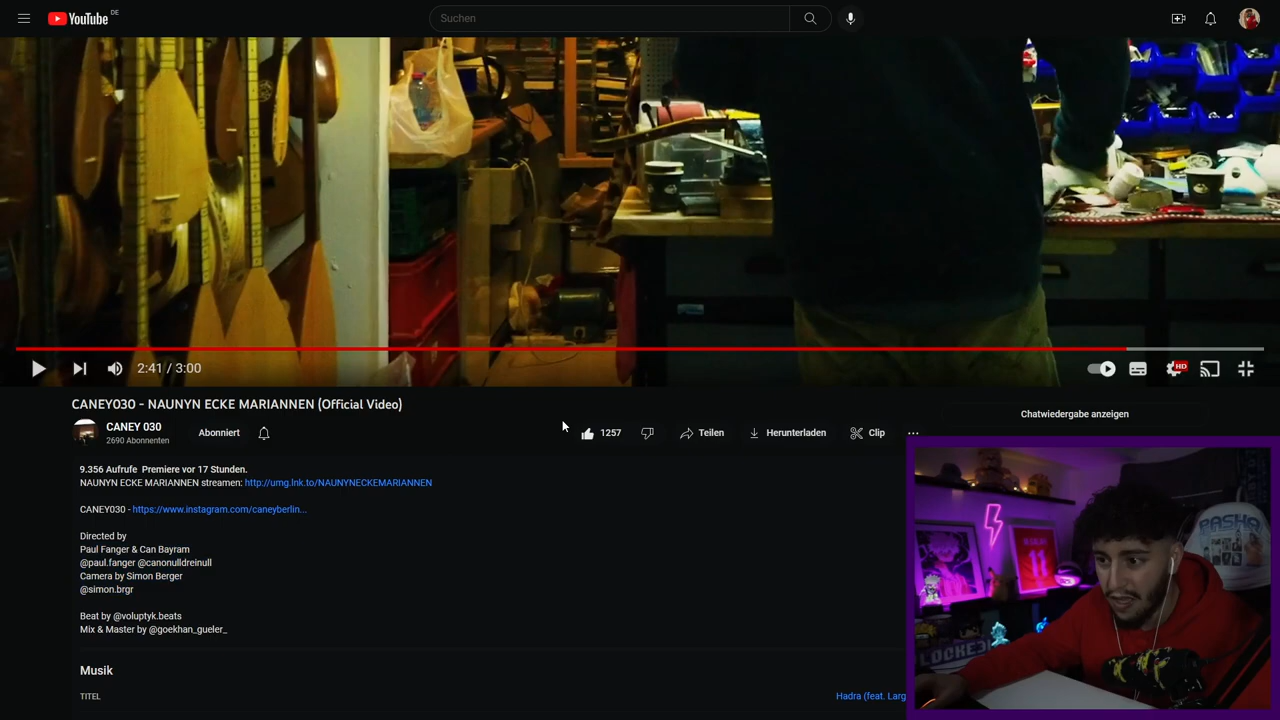 YouTube DE
Suchen
HD
2:41 / 3:00
CANEY030 - NAUNYN ECKE MARIANNEN (Official Video)
CANEY 030
2690 Abonnenten
Abonniert
1257
Teilen
Herunterladen
Clip
...
Chatwiedergabe anzeigen
9.356 Aufrufe Premiere vor 17 Stunden.
NAUNYN ECKE MARIANNEN streamen: http://umg.lnk.to/NAUNYNECKEMARIANNEN
CANEY030 - https://www.instagram.com/caneyberlin...
Directed by
Paul Fanger & Can Bayram
@paul.fanger @canonulldreinull
Camera by Simon Berger
@simon.brgr
Beat by @voluptyk.beats
Mix & Master by @goekhan_gueler_
Musik
TITEL
Hadra (feat. Larg
PASHA
11